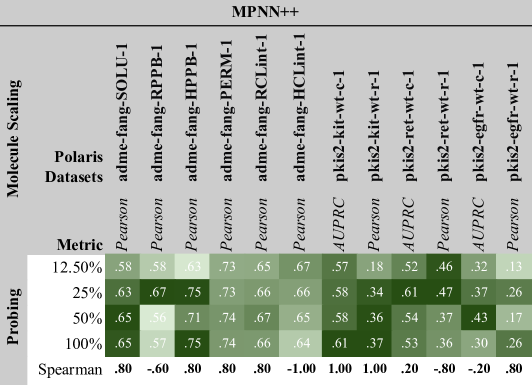 MPNN++
Molecule Scaling
Polaris Datasets
adme-fang-SOLU-1
adme-fang-RPPB-1
adme-fang-HPPB-1
adme-fang-PERM-1
adme-fang-RCLint-1
adme-fang-HCLint-1
pkis2-kit-wt-c-1
pkis2-kit-wt-r-1
pkis2-ret-wt-c-1
pkis2-ret-wt-r-1
pkis2-egfr-wt-c-1
pkis2-egfr-wt-r-1
Metric Pearson Pearson Pearson Pearson Pearson Pearson AUPRC Pearson AUPRC Pearson AUPRC Pearson
Probing
12.50% .58 .58 .63 .73 .65 .67 .57 .18 .52 .46 .32 .13
25% .63 .67 .75 .73 .66 .66 .58 .34 .61 .47 .37 .26
50% .65 .56 .71 .74 .67 .65 .58 .36 .54 .37 .43 .17
100% .65 .57 .75 .74 .66 .64 .61 .37 .53 .36 .30 .26
Spearman .80 -.60 .80 .80 .80 -1.00 1.00 1.00 .20 -.80 -.20 .80